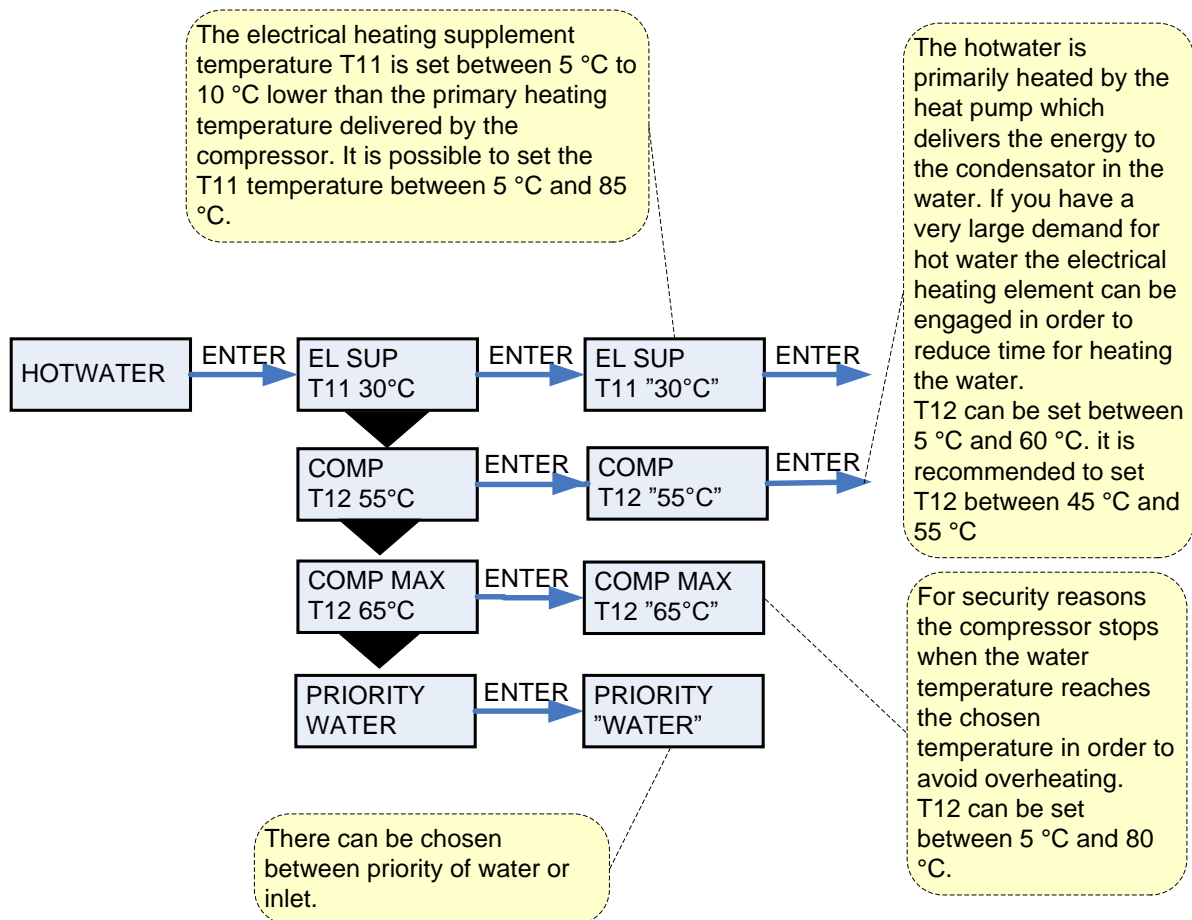 The electrical heating supplement
temperature T11 is set between 5 °C to
10 °C lower than the primary heating
temperature delivered by the
compressor. It is possible to set the
T11 temperature between 5 °C and 85
°C.
The hotwater is
primarily heated by the
heat pump which
delivers the energy to
the condensator in the
water. If you have a
very large demand for
hot water the electrical
heating element can be
engaged in order to
reduce time for heating
the water.
T12 can be set between
5 °C and 60 °C. it is
recommended to set
T12 between 45 °C and
55 °C
HOTWATER
ENTER
EL SUP
T11 30°C
ENTER
EL SUP
T11 ”30°C”
ENTER
COMP
T12 55°C
ENTER
COMP
T12 ”55°C”
ENTER
COMP MAX
T12 65°C
ENTER
COMP MAX
T12 ”65°C”
For security reasons
the compressor stops
when the water
temperature reaches
the chosen
temperature in order to
avoid overheating.
T12 can be set
between 5 °C and 80
°C.
PRIORITY
WATER
ENTER
PRIORITY
”WATER”
There can be chosen
between priority of water or
inlet.